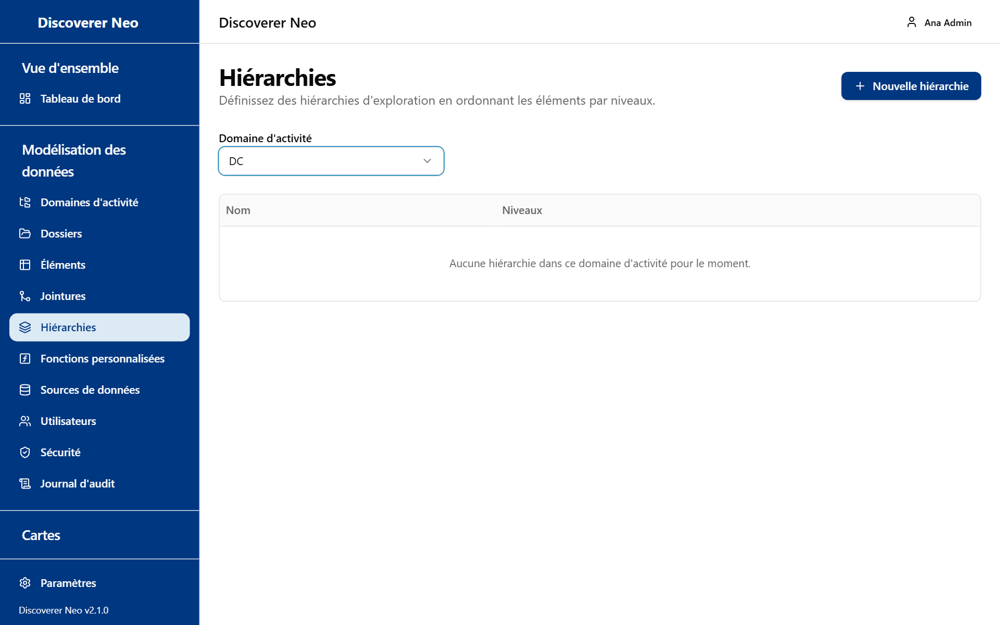 Discoverer Neo
Discoverer Neo
Ana Admin
Vue d'ensemble
Tableau de bord
Modélisation des
données
Domaines d'activité
Dossiers
Éléments
Jointures
Hiérarchies
Fonctions personnalisées
Sources de données
Utilisateurs
Sécurité
Journal d'audit
Cartes
Paramètres
Discoverer Neo v2.1.0
Hiérarchies
Définissez des hiérarchies d'exploration en ordonnant les éléments par niveaux.
Nouvelle hiérarchie
Domaine d'activité
DC
Nom Niveaux
Aucune hiérarchie dans ce domaine d'activité pour le moment.